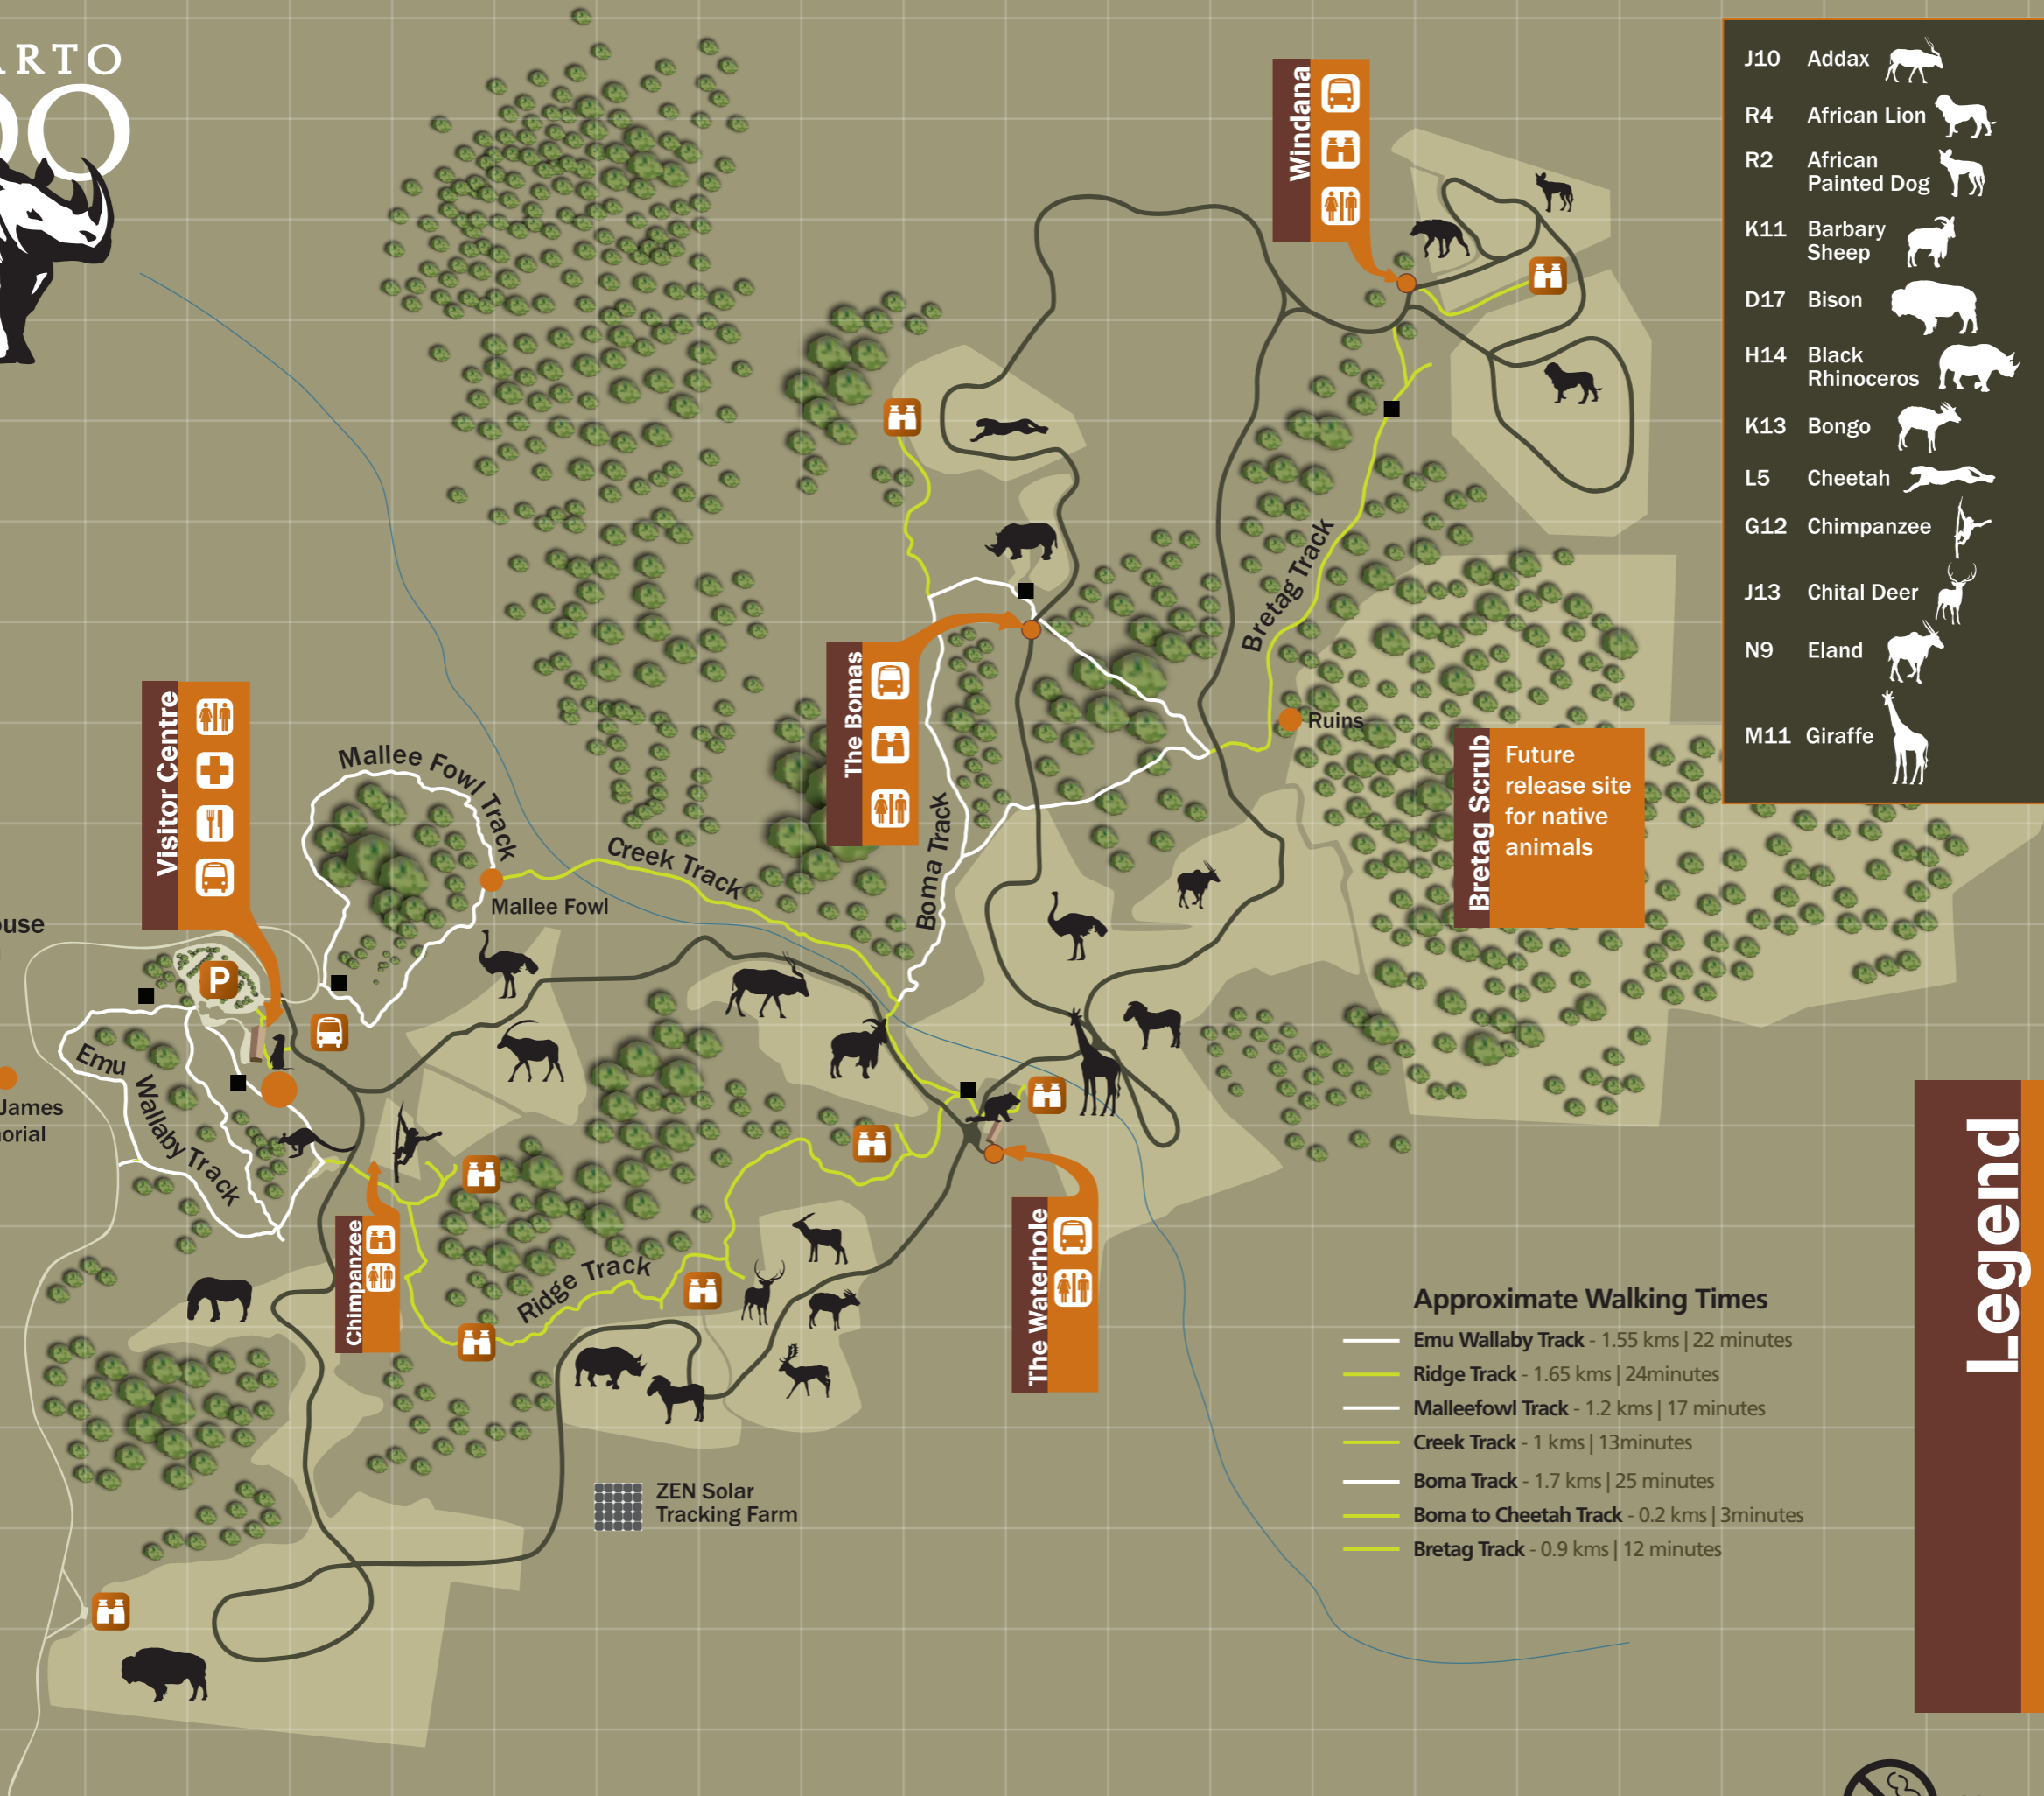 ARTO
ZOO
Windana
The Bomas
Visitor Centre
Mallee Fowl Track
Mallee Fowl
Creek Track
Boma Track
Bretag Track
Ruins
Bretag Scrub
Future
release site
for native
animals
P
Emu
Wallaby Track
James
Chimpanzee
Ridge Track
The Waterhole
ZEN Solar
Tracking Farm
J10 Addax
R4 African Lion
R2 African
Painted Dog
K11 Barbary
Sheep
D17 Bison
H14 Black
Rhinoceros
K13 Bongo
L5 Cheetah
G12 Chimpanzee
J13 Chital Deer
N9 Eland
M11 Giraffe
Approximate Walking Times
Emu Wallaby Track - 1.55 kms | 22 minutes
Ridge Track - 1.65 kms | 24minutes
Malleefowl Track - 1.2 kms | 17 minutes
Creek Track - 1 kms | 13minutes
Boma Track - 1.7 kms | 25 minutes
Boma to Cheetah Track - 0.2 kms | 3minutes
Bretag Track - 0.9 kms | 12 minutes
Legend